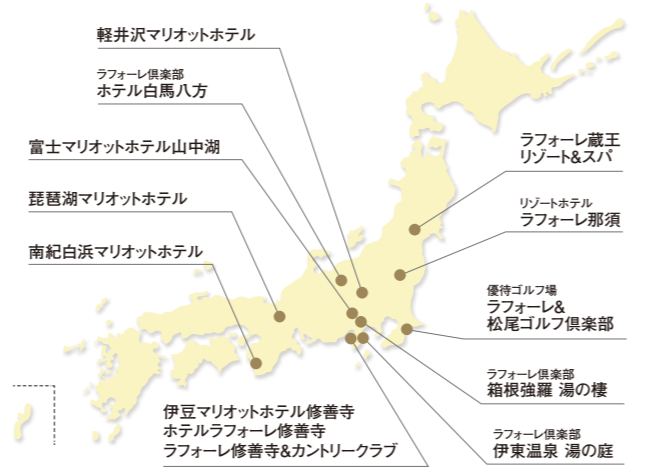 軽井沢マリオットホテル
ラフォーレ倶楽部
ホテル白馬八方
富士マリオットホテル山中湖
琵琶湖マリオットホテル
南紀白浜マリオットホテル
ラフォーレ蔵王
リゾート&スパ
リゾートホテル
ラフォーレ那須
優待ゴルフ場
ラフォーレ&
松尾ゴルフ倶楽部
ラフォーレ倶楽部
箱根強羅 湯の棲
ラフォーレ倶楽部
伊東温泉 湯の庭
伊豆マリオットホテル修善寺
ホテルラフォーレ修善寺
ラフォーレ修善寺&カントリークラブ